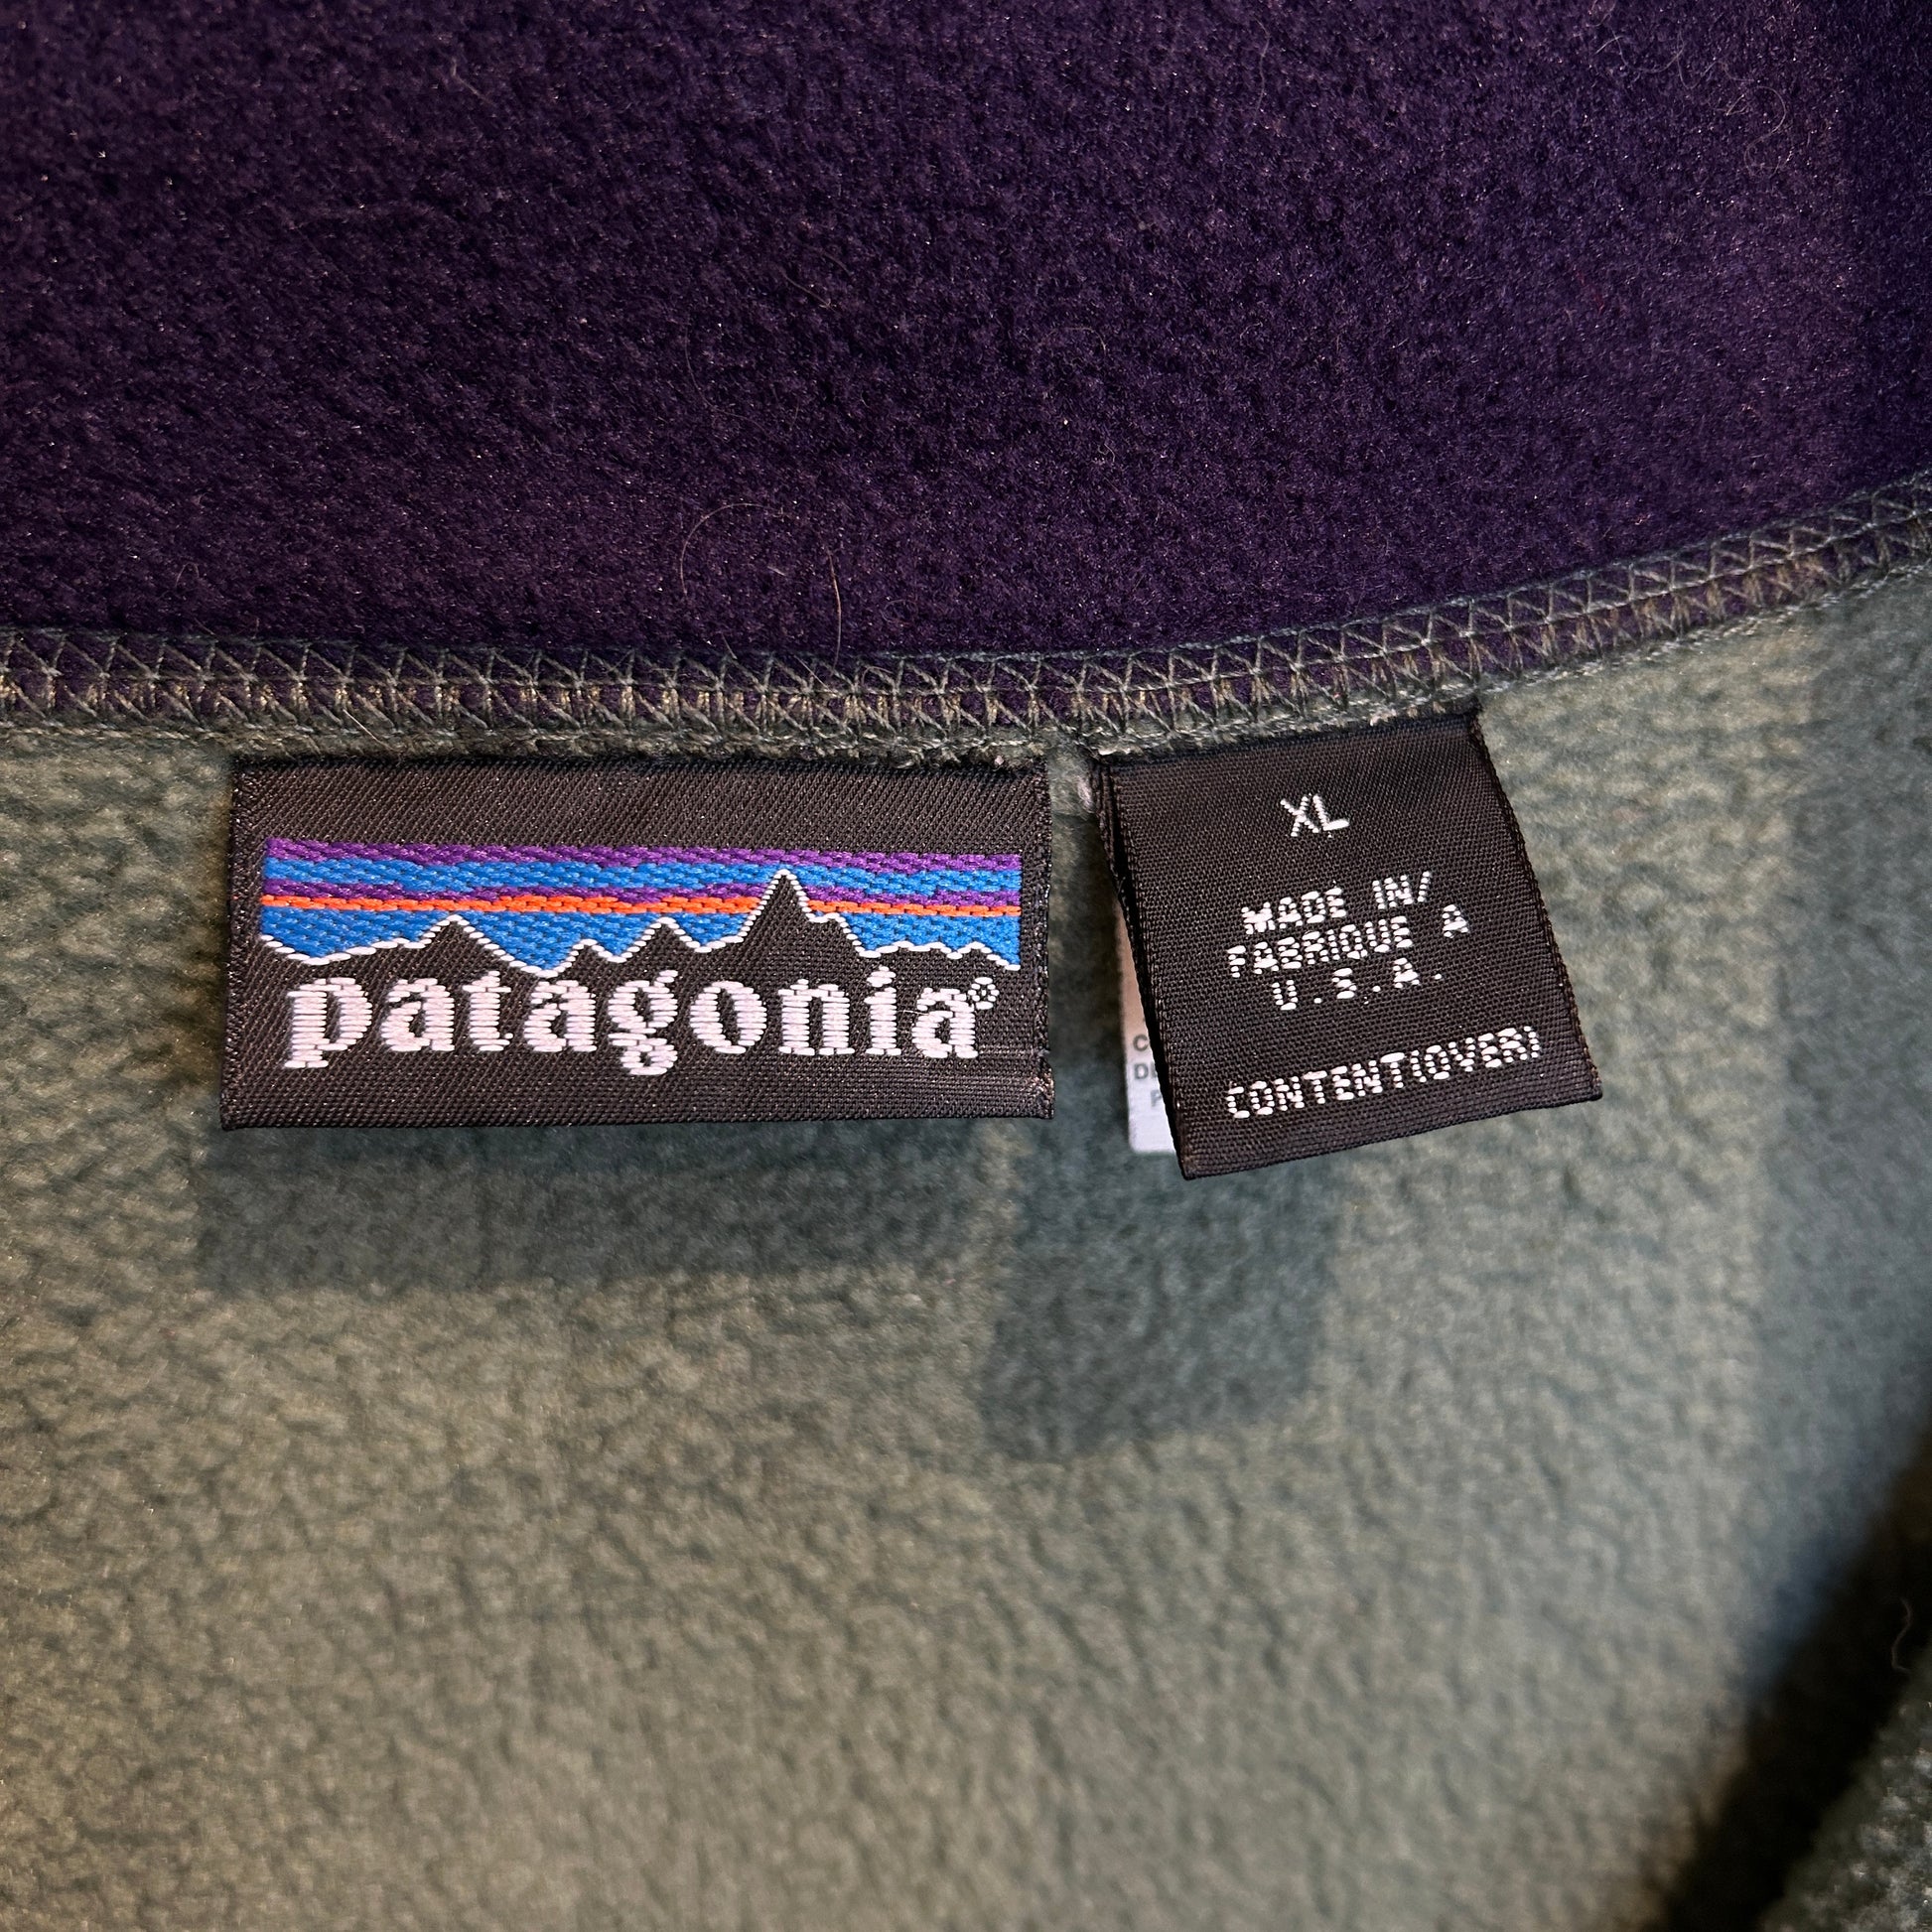 patagonia®
XL
MADE IN/
FABRIQUE A
U.S.A.
CONTENT(OVER)